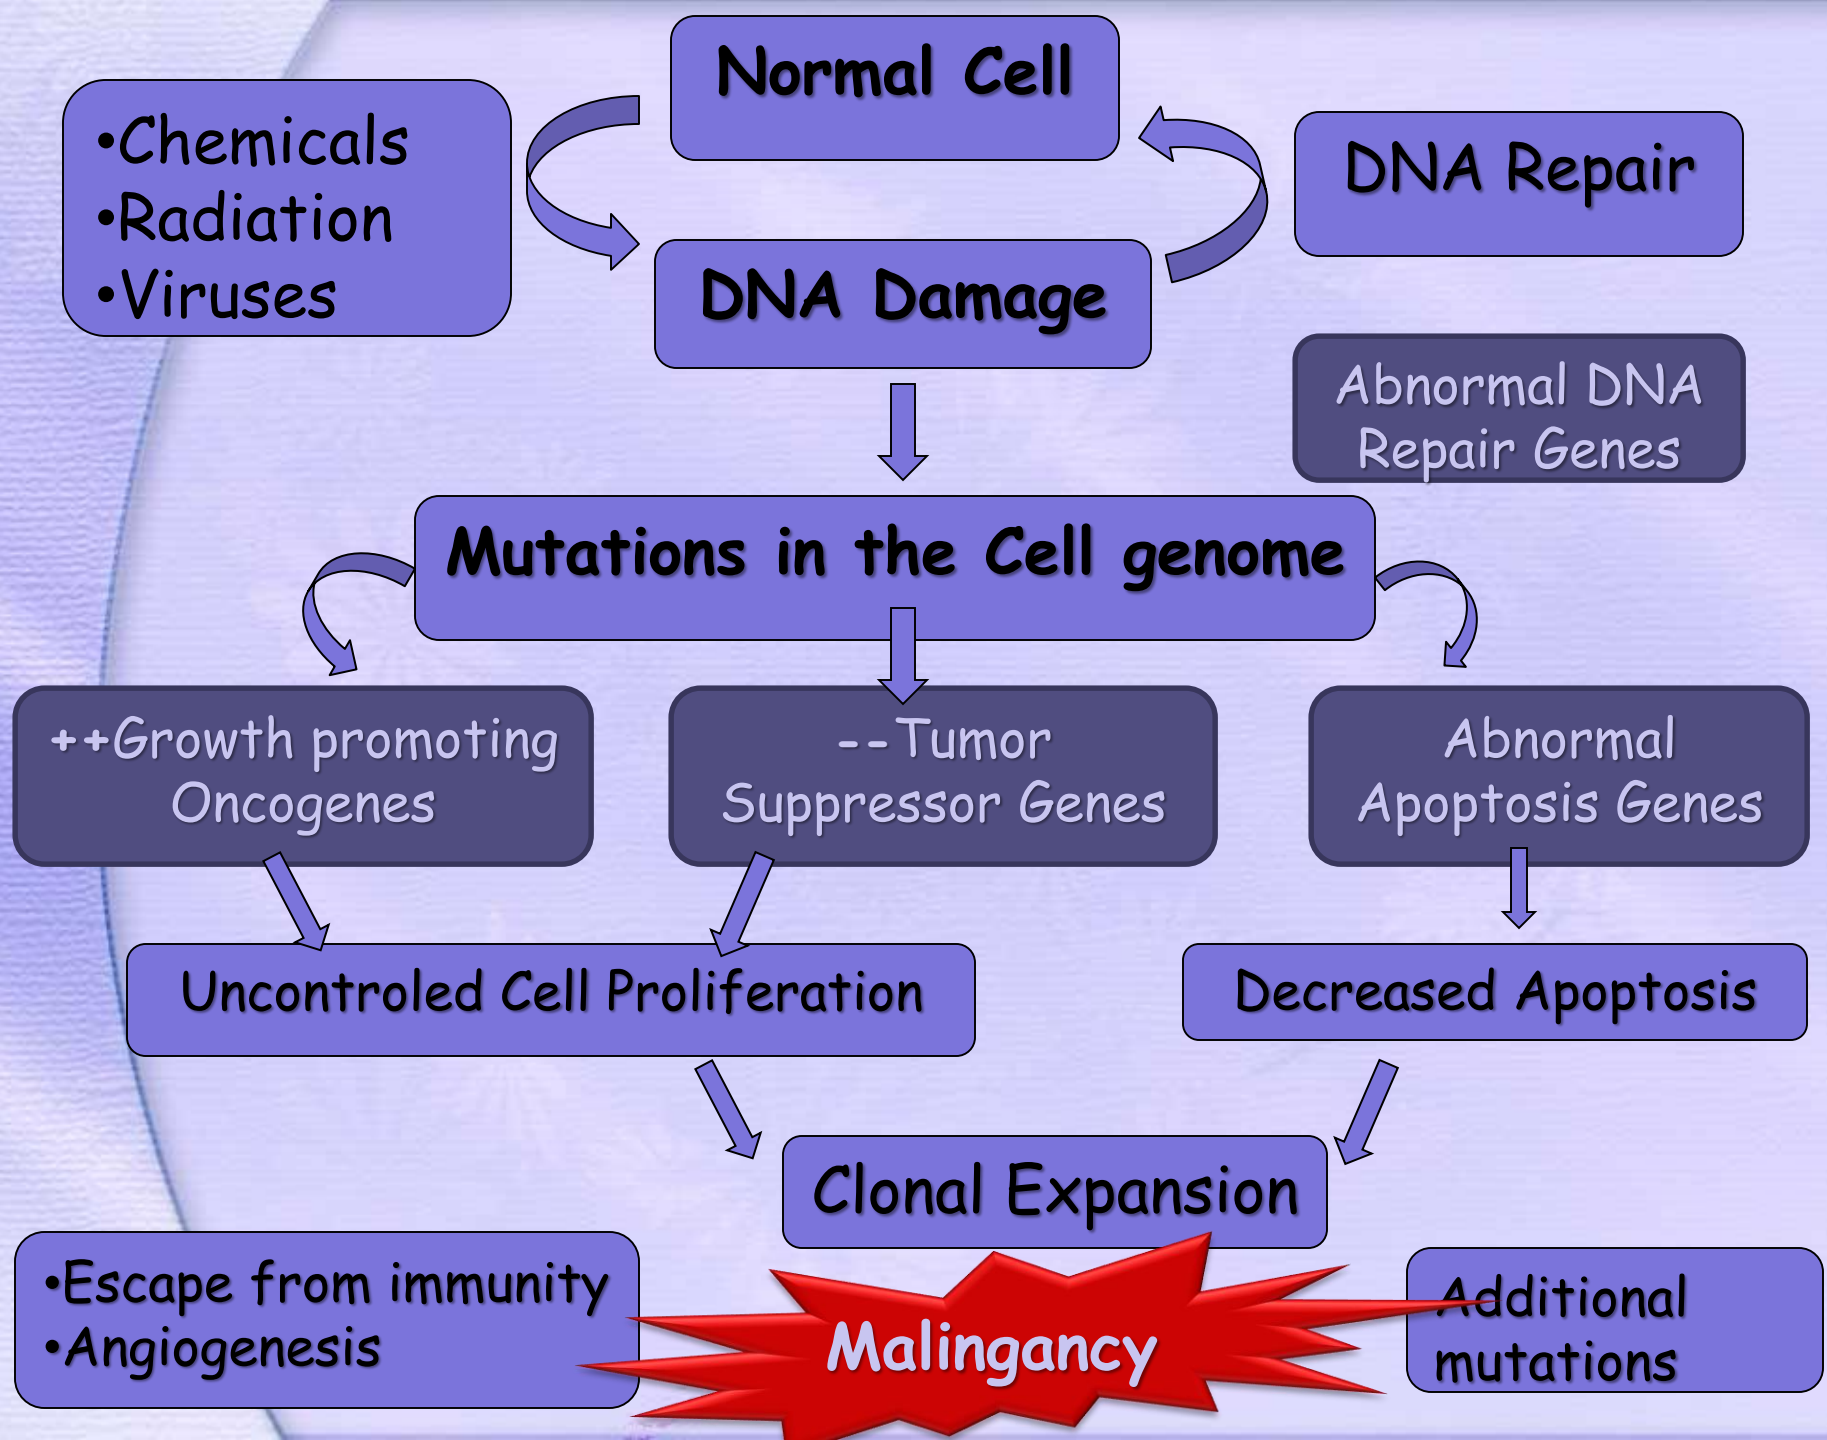 Normal Cell
•Chemicals
•Radiation
•Viruses
DNA Repair
DNA Damage
Abnormal DNA
Repair Genes
Mutations in the Cell genome
++Growth promoting
Oncogenes
--Tumor
Suppressor Genes
Abnormal
Apoptosis Genes
Uncontroled Cell Proliferation
Decreased Apoptosis
Clonal Expansion
•Escape from immunity
•Angiogenesis
Malingancy
Additional
mutations